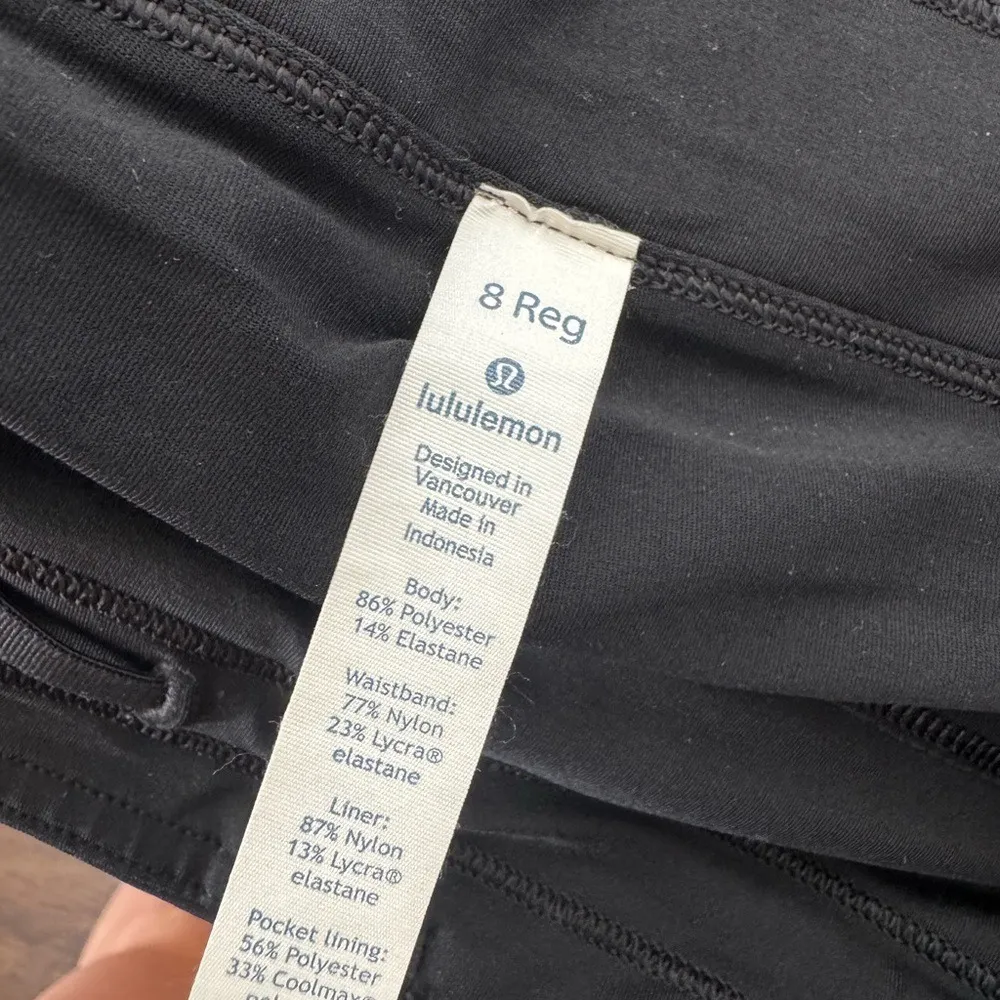 8 Reg
lululemon
Designed in
Vancouver
Made in
Indonesia
Body:
86% Polyester
14% Elastane
Waistband:
77% Nylon
23% Lycra®
elastane
Liner:
87% Nylon
13% Lycra®
elastane
Pocket lining:
56% Polyester
33% Coolmax®